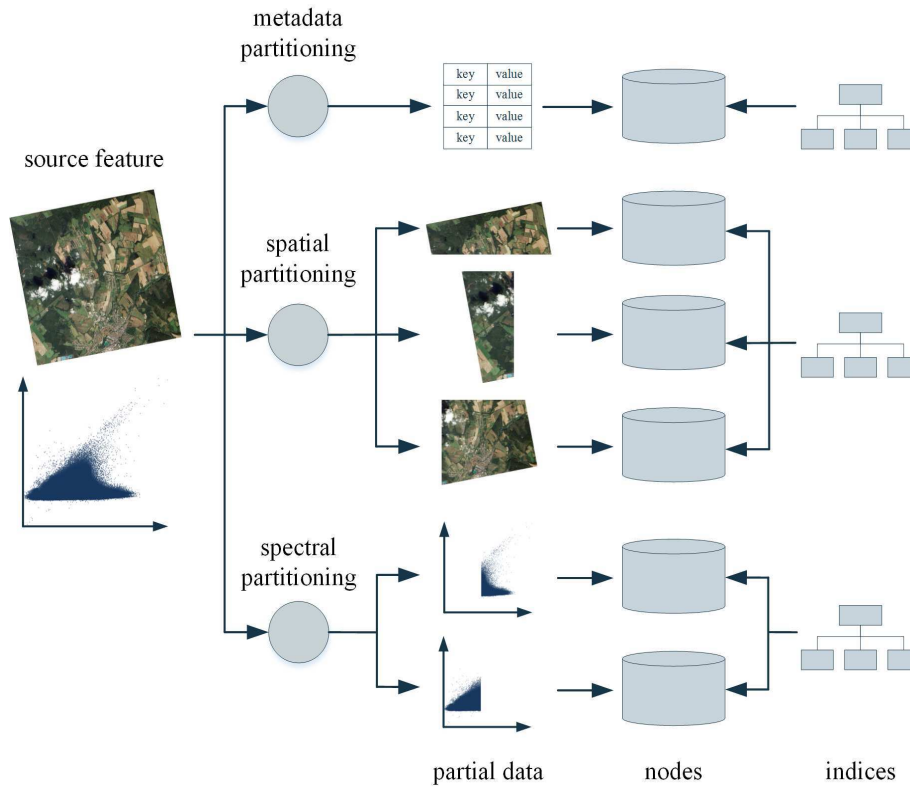 metadata
partitioning
key value
key value
key value
key value
source feature
spatial
partitioning
spectral
partitioning
partial data
nodes
indices